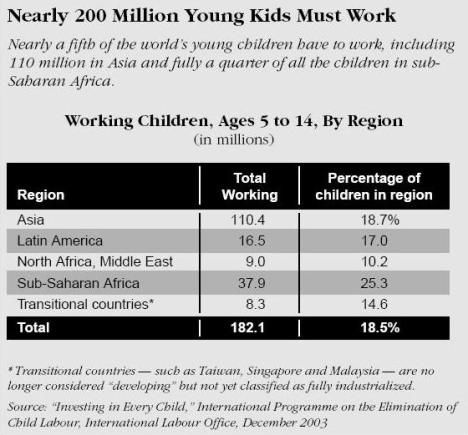 Nearly 200 Million Young Kids Must Work
Nearly a fifth of the world's young children have to work, including
110 million in Asia and fully a quarter of all the children in sub-
Saharan Africa.
Working Children, Ages 5 to 14, By Region
(in millions)
Region Total Working Percentage of children in region
Asia 110.4 18.7%
Latin America 16.5 17.0
North Africa, Middle East 9.0 10.2
Sub-Saharan Africa 37.9 25.3
Transitional countries* 8.3 14.6
Total 182.1 18.5%
* Transitional countries — such as Taiwan, Singapore and Malaysia — are no
longer considered "developing" but not yet classified as fully industrialized.
Source: "Investing in Every Child," International Programme on the Elimination of
Child Labour, International Labour Office, December 2003